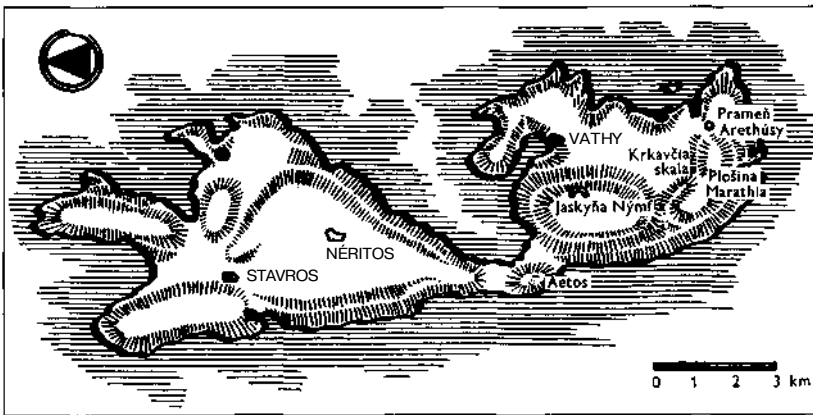 VATHY
Prameň
Arethúsy
Krkavčia
skala
Plošina
Marathia
Jaskyňa Nýmf
NÉRITOS
STAVROS
Aetos
0 1 2 3 km